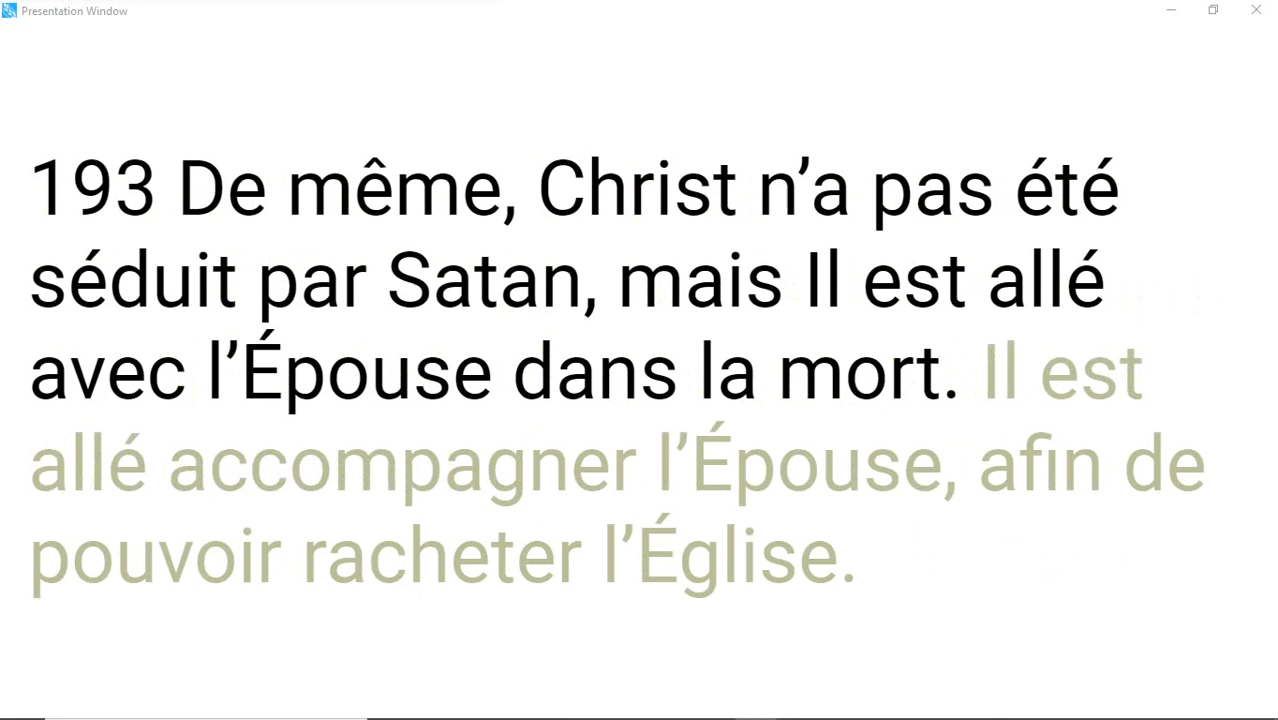 Presentation Window
193 De même, Christ n’a pas été
séduit par Satan, mais Il est allé
avec l’Épouse dans la mort. Il est
allé accompagner l’Épouse, afin de
pouvoir racheter l’Église.